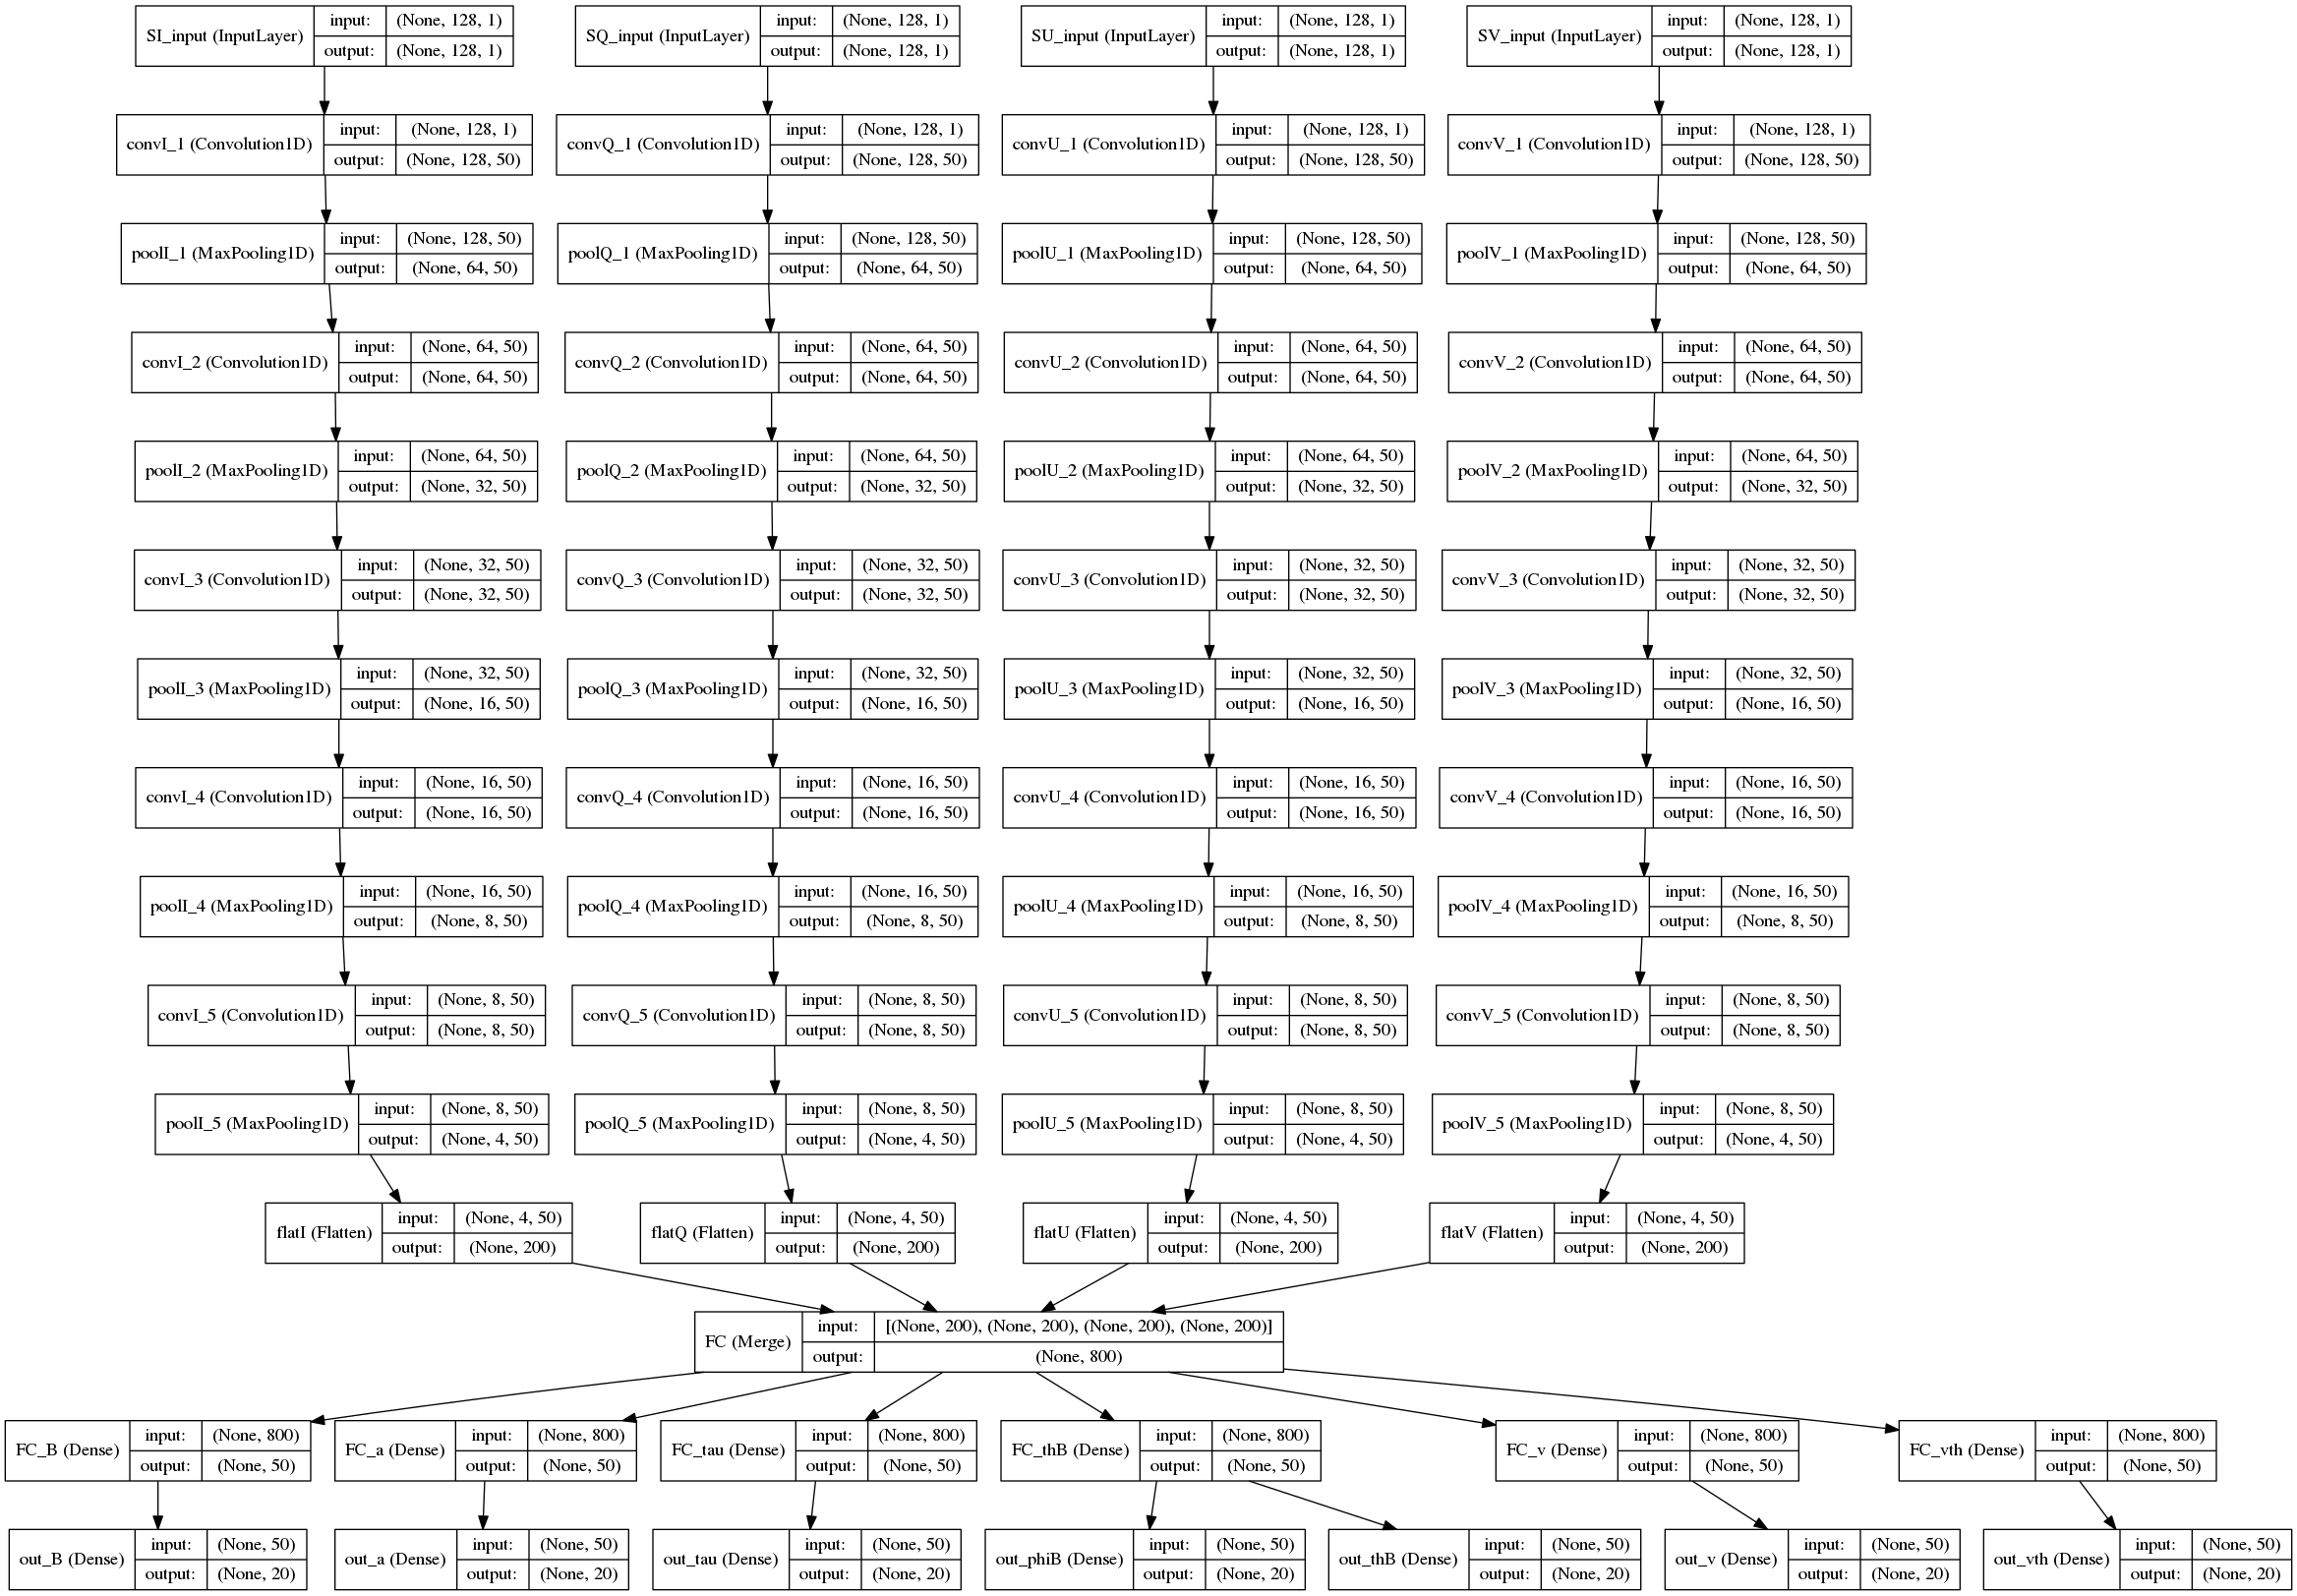 SI_input (InputLayer) input: (None, 128, 1) output: (None, 128, 1)
SQ_input (InputLayer) input: (None, 128, 1) output: (None, 128, 1)
SU_input (InputLayer) input: (None, 128, 1) output: (None, 128, 1)
SV_input (InputLayer) input: (None, 128, 1) output: (None, 128, 1)
convI_1 (Convolution1D) input: (None, 128, 1) output: (None, 128, 50)
convQ_1 (Convolution1D) input: (None, 128, 1) output: (None, 128, 50)
convU_1 (Convolution1D) input: (None, 128, 1) output: (None, 128, 50)
convV_1 (Convolution1D) input: (None, 128, 1) output: (None, 128, 50)
poolI_1 (MaxPooling1D) input: (None, 128, 50) output: (None, 64, 50)
poolQ_1 (MaxPooling1D) input: (None, 128, 50) output: (None, 64, 50)
poolU_1 (MaxPooling1D) input: (None, 128, 50) output: (None, 64, 50)
poolV_1 (MaxPooling1D) input: (None, 128, 50) output: (None, 64, 50)
convI_2 (Convolution1D) input: (None, 64, 50) output: (None, 64, 50)
convQ_2 (Convolution1D) input: (None, 64, 50) output: (None, 64, 50)
convU_2 (Convolution1D) input: (None, 64, 50) output: (None, 64, 50)
convV_2 (Convolution1D) input: (None, 64, 50) output: (None, 64, 50)
poolI_2 (MaxPooling1D) input: (None, 64, 50) output: (None, 32, 50)
poolQ_2 (MaxPooling1D) input: (None, 64, 50) output: (None, 32, 50)
poolU_2 (MaxPooling1D) input: (None, 64, 50) output: (None, 32, 50)
poolV_2 (MaxPooling1D) input: (None, 64, 50) output: (None, 32, 50)
convI_3 (Convolution1D) input: (None, 32, 50) output: (None, 32, 50)
convQ_3 (Convolution1D) input: (None, 32, 50) output: (None, 32, 50)
convU_3 (Convolution1D) input: (None, 32, 50) output: (None, 32, 50)
convV_3 (Convolution1D) input: (None, 32, 50) output: (None, 32, 50)
poolI_3 (MaxPooling1D) input: (None, 32, 50) output: (None, 16, 50)
poolQ_3 (MaxPooling1D) input: (None, 32, 50) output: (None, 16, 50)
poolU_3 (MaxPooling1D) input: (None, 32, 50) output: (None, 16, 50)
poolV_3 (MaxPooling1D) input: (None, 32, 50) output: (None, 16, 50)
convI_4 (Convolution1D) input: (None, 16, 50) output: (None, 16, 50)
convQ_4 (Convolution1D) input: (None, 16, 50) output: (None, 16, 50)
convU_4 (Convolution1D) input: (None, 16, 50) output: (None, 16, 50)
convV_4 (Convolution1D) input: (None, 16, 50) output: (None, 16, 50)
poolI_4 (MaxPooling1D) input: (None, 16, 50) output: (None, 8, 50)
poolQ_4 (MaxPooling1D) input: (None, 16, 50) output: (None, 8, 50)
poolU_4 (MaxPooling1D) input: (None, 16, 50) output: (None, 8, 50)
poolV_4 (MaxPooling1D) input: (None, 16, 50) output: (None, 8, 50)
convI_5 (Convolution1D) input: (None, 8, 50) output: (None, 8, 50)
convQ_5 (Convolution1D) input: (None, 8, 50) output: (None, 8, 50)
convU_5 (Convolution1D) input: (None, 8, 50) output: (None, 8, 50)
convV_5 (Convolution1D) input: (None, 8, 50) output: (None, 8, 50)
poolI_5 (MaxPooling1D) input: (None, 8, 50) output: (None, 4, 50)
poolQ_5 (MaxPooling1D) input: (None, 8, 50) output: (None, 4, 50)
poolU_5 (MaxPooling1D) input: (None, 8, 50) output: (None, 4, 50)
poolV_5 (MaxPooling1D) input: (None, 8, 50) output: (None, 4, 50)
flatI (Flatten) input: (None, 4, 50) output: (None, 200)
flatQ (Flatten) input: (None, 4, 50) output: (None, 200)
flatU (Flatten) input: (None, 4, 50) output: (None, 200)
flatV (Flatten) input: (None, 4, 50) output: (None, 200)
FC (Merge) input: [(None, 200), (None, 200), (None, 200), (None, 200)] output: (None, 800)
FC_B (Dense) input: (None, 800) output: (None, 50)
FC_a (Dense) input: (None, 800) output: (None, 50)
FC_tau (Dense) input: (None, 800) output: (None, 50)
FC_thB (Dense) input: (None, 800) output: (None, 50)
FC_v (Dense) input: (None, 800) output: (None, 50)
FC_vth (Dense) input: (None, 800) output: (None, 50)
out_B (Dense) input: (None, 50) output: (None, 20)
out_a (Dense) input: (None, 50) output: (None, 20)
out_tau (Dense) input: (None, 50) output: (None, 20)
out_phiB (Dense) input: (None, 50) output: (None, 20)
out_thB (Dense) input: (None, 50) output: (None, 20)
out_v (Dense) input: (None, 50) output: (None, 20)
out_vth (Dense) input: (None, 50) output: (None, 20)